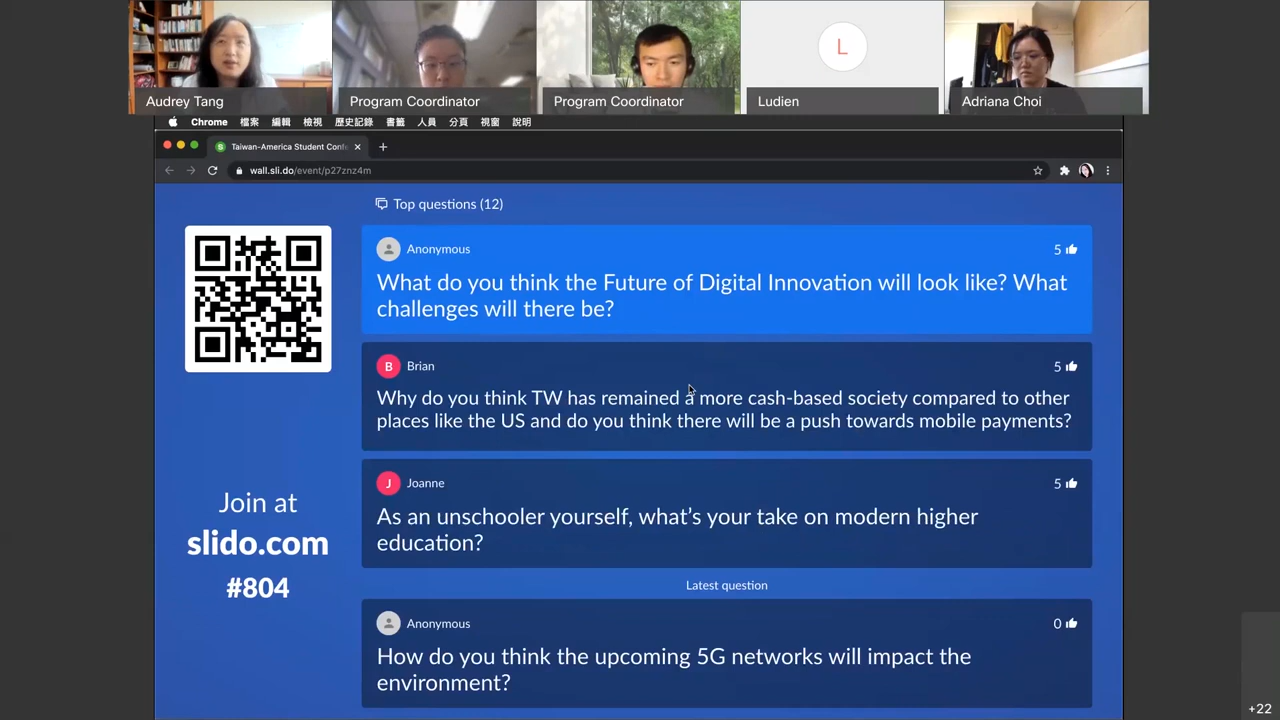 Audrey Tang
Program Coordinator
Program Coordinator
L
Ludien
Adriana Choi
Chrome 檔案 編輯 檢視 歷史記錄 書籤 人員 分頁 視窗 說明
S Taiwan-America Student Conf
wall.sli.do/event/p27znz4m
Top questions (12)
Anonymous
5
What do you think the Future of Digital Innovation will look like? What
challenges will there be?
B Brian
5
Why do you think TW has remained a more cash-based society compared to other
places like the US and do you think there will be a push towards mobile payments?
J Joanne
5
As an unschooler yourself, what's your take on modern higher
education?
Join at
slido.com
#804
Latest question
Anonymous
0
How do you think the upcoming 5G networks will impact the
environment?
+22